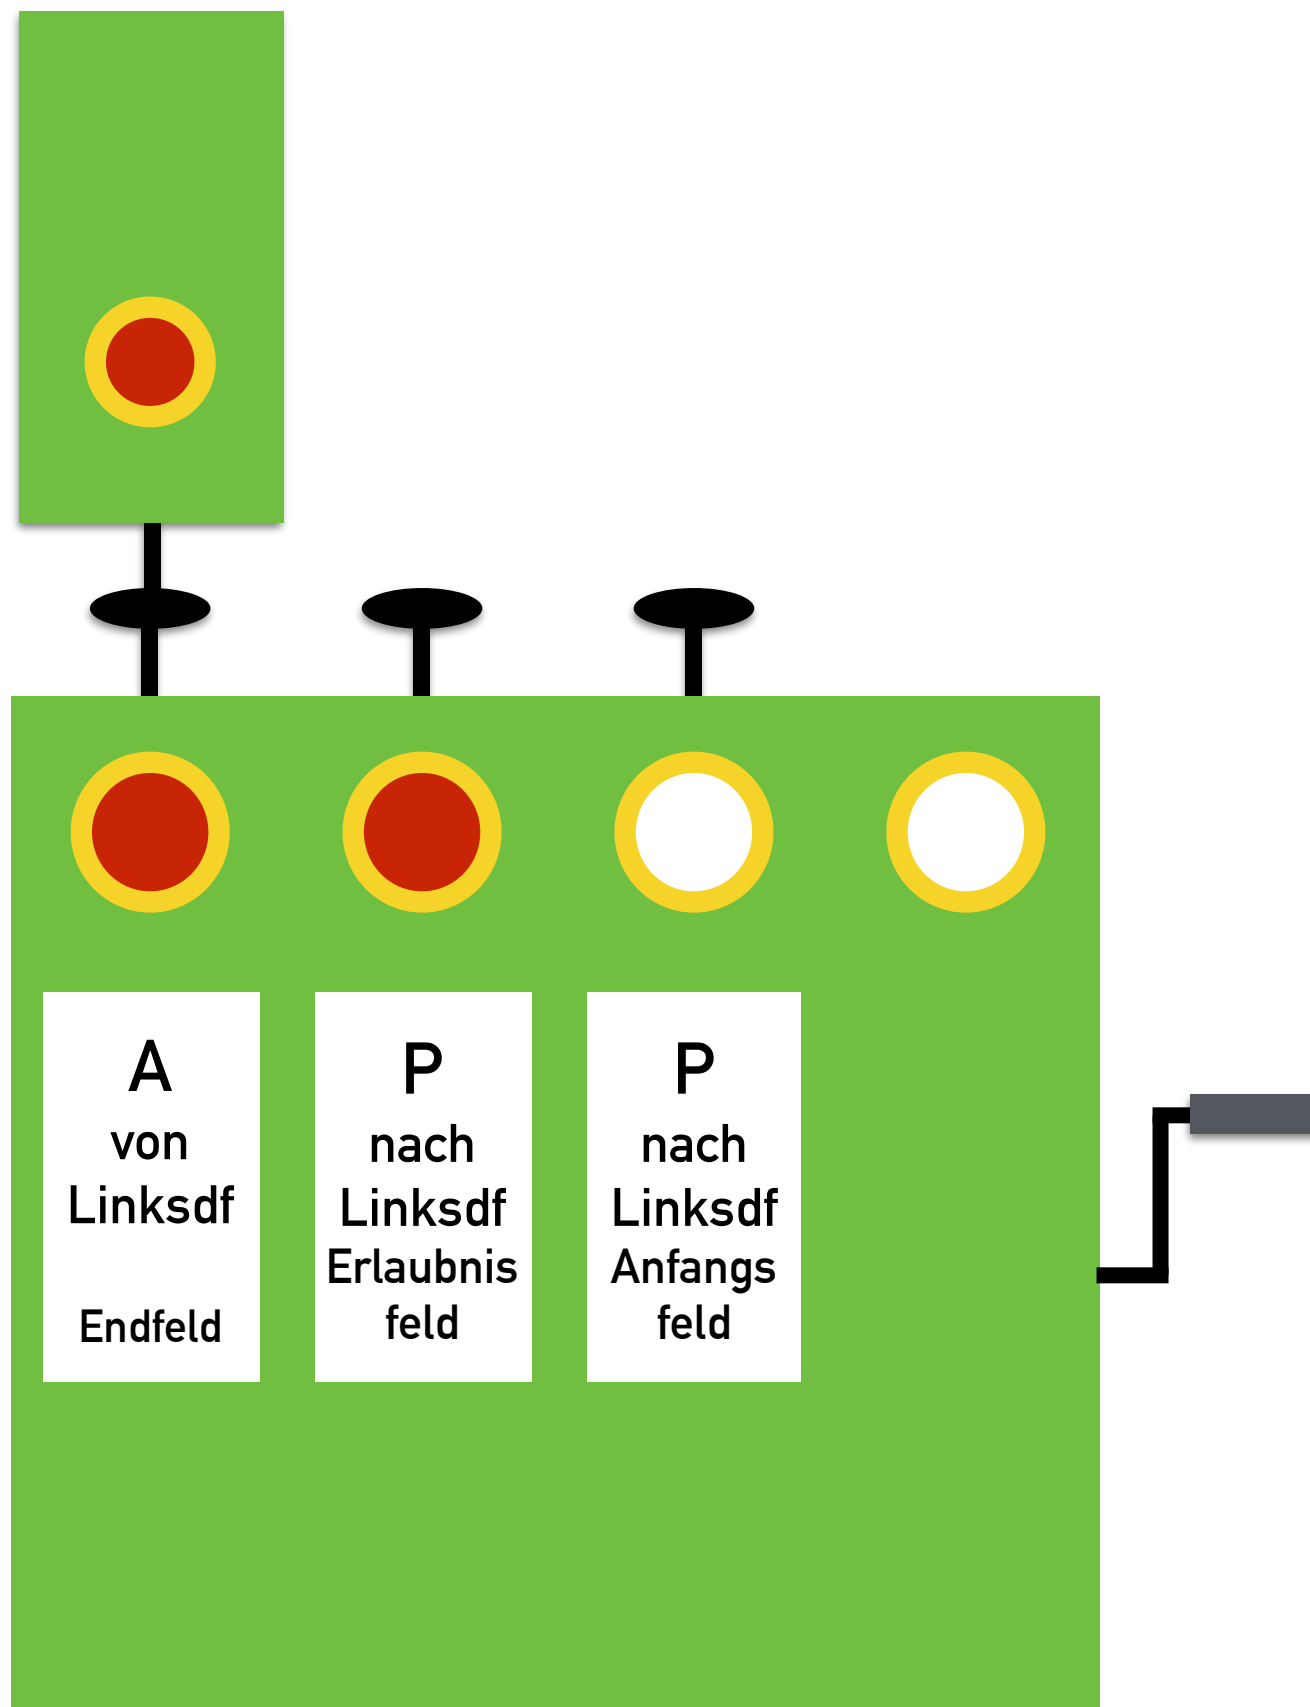 A
von
Linksdf
Endfeld
P
nach
Linksdf
Erlaubnis
feld
P
nach
Linksdf
Anfangs
feld